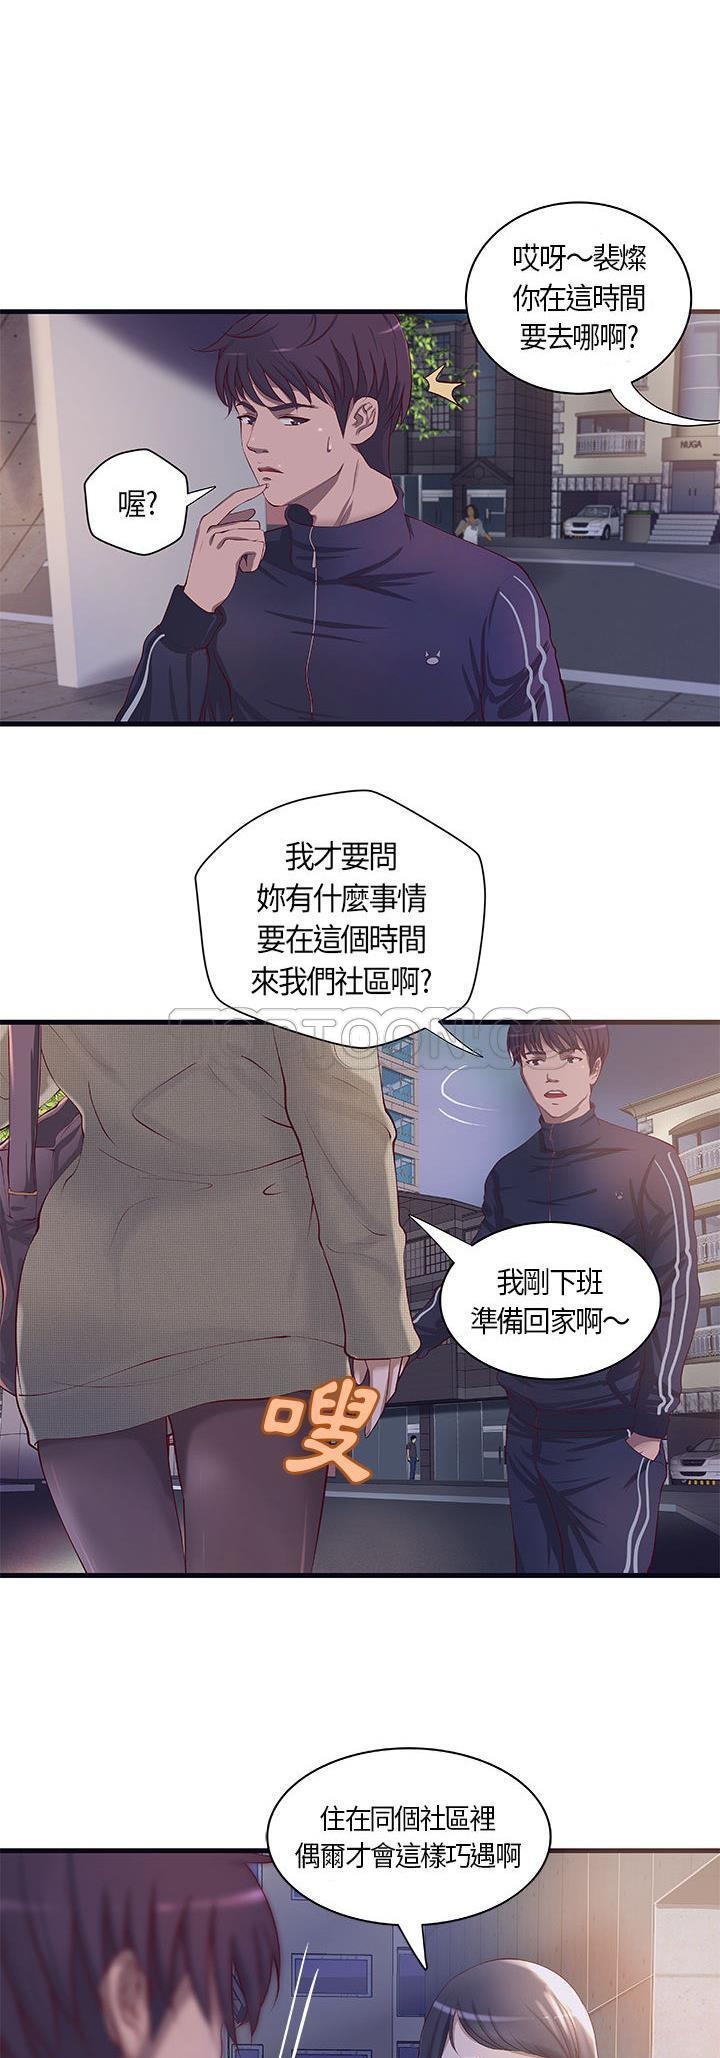 哎呀～裴燦
你在這時間
要去哪啊?
NUGA
喔?
我才要問
妳有什麼事情
要在這個時間
來我們社區啊?
TOPTOON.CC
我剛下班
準備回家啊～
嗖
住在同個社區裡
偶爾才會這樣巧遇啊